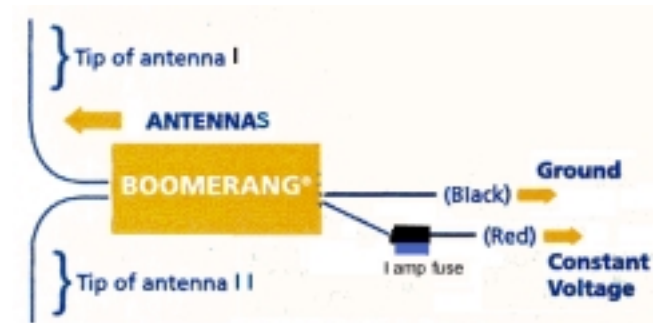 Tip of antenna I
ANTENNAS
BOOMERANG®
Ground
(Black)
(Red)
1 amp fuse
Constant
Voltage
Tip of antenna I I